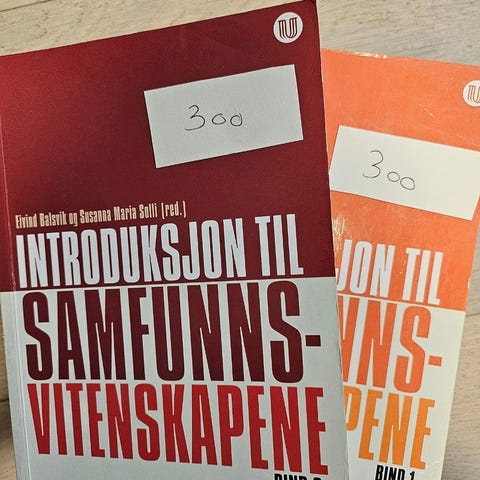 300
Eivind Balsvik og Susanna Maria Solli (red.)
INTRODUKSJON TIL
SAMFUNNS-
VITENSKAPENE
BIND
300
JON TIL
NNS-
PENE
BIND 1